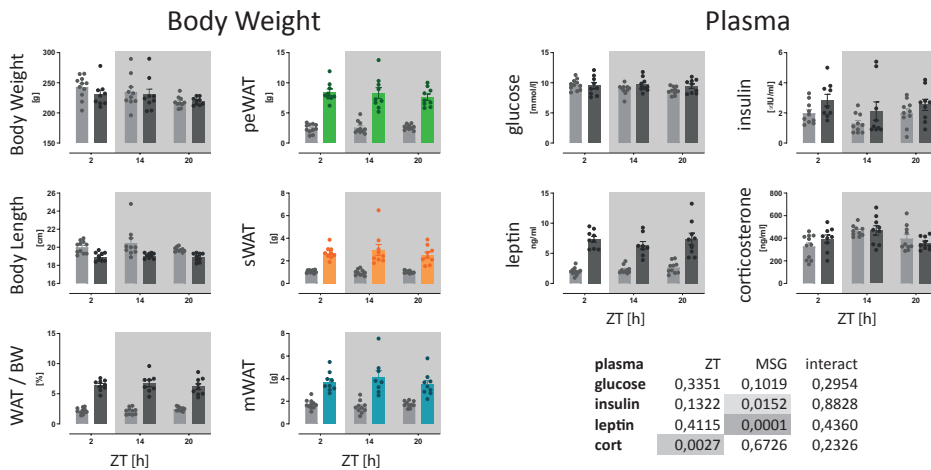 Body Weight
Plasma
Body Weight
[g]
300
250
200
150
2
14
20
peWAT
[g]
15
10
5
0
2
14
20
glucose
[mmol/l]
15
10
5
0
2
14
20
insulin
6
4
2
0
2
14
20
Body Length
[cm]
26
24
22
20
18
16
2
14
20
ZT [h]
sWAT
[g]
8
6
4
2
0
2
14
20
ZT [h]
leptin
ng/ml
15
10
5
0
2
14
20
ZT [h]
corticosterone
[ng/ml]
800
600
400
200
0
2
14
20
ZT [h]
WAT / BW
[%]
15
10
5
0
2
14
20
ZT [h]
mWAT
[g]
8
6
4
2
0
2
14
20
ZT [h]
plasma ZT MSG interact
glucose 0,3351 0,1019 0,2954
insulin 0,1322 0,0152 0,8828
leptin 0,4115 0,0001 0,4360
cort 0,0027 0,6726 0,2326